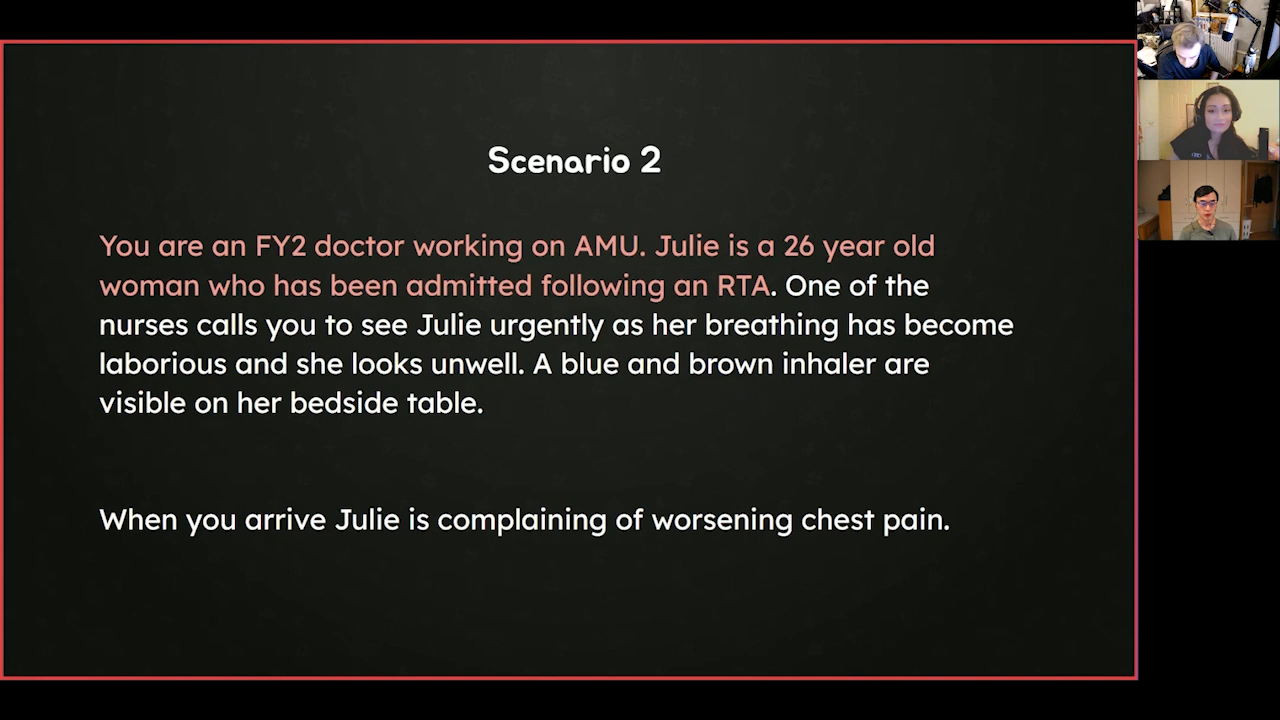 Scenario 2
You are an FY2 doctor working on AMU. Julie is a 26 year old
woman who has been admitted following an RTA. One of the
nurses calls you to see Julie urgently as her breathing has become
laborious and she looks unwell. A blue and brown inhaler are
visible on her bedside table.
When you arrive Julie is complaining of worsening chest pain.